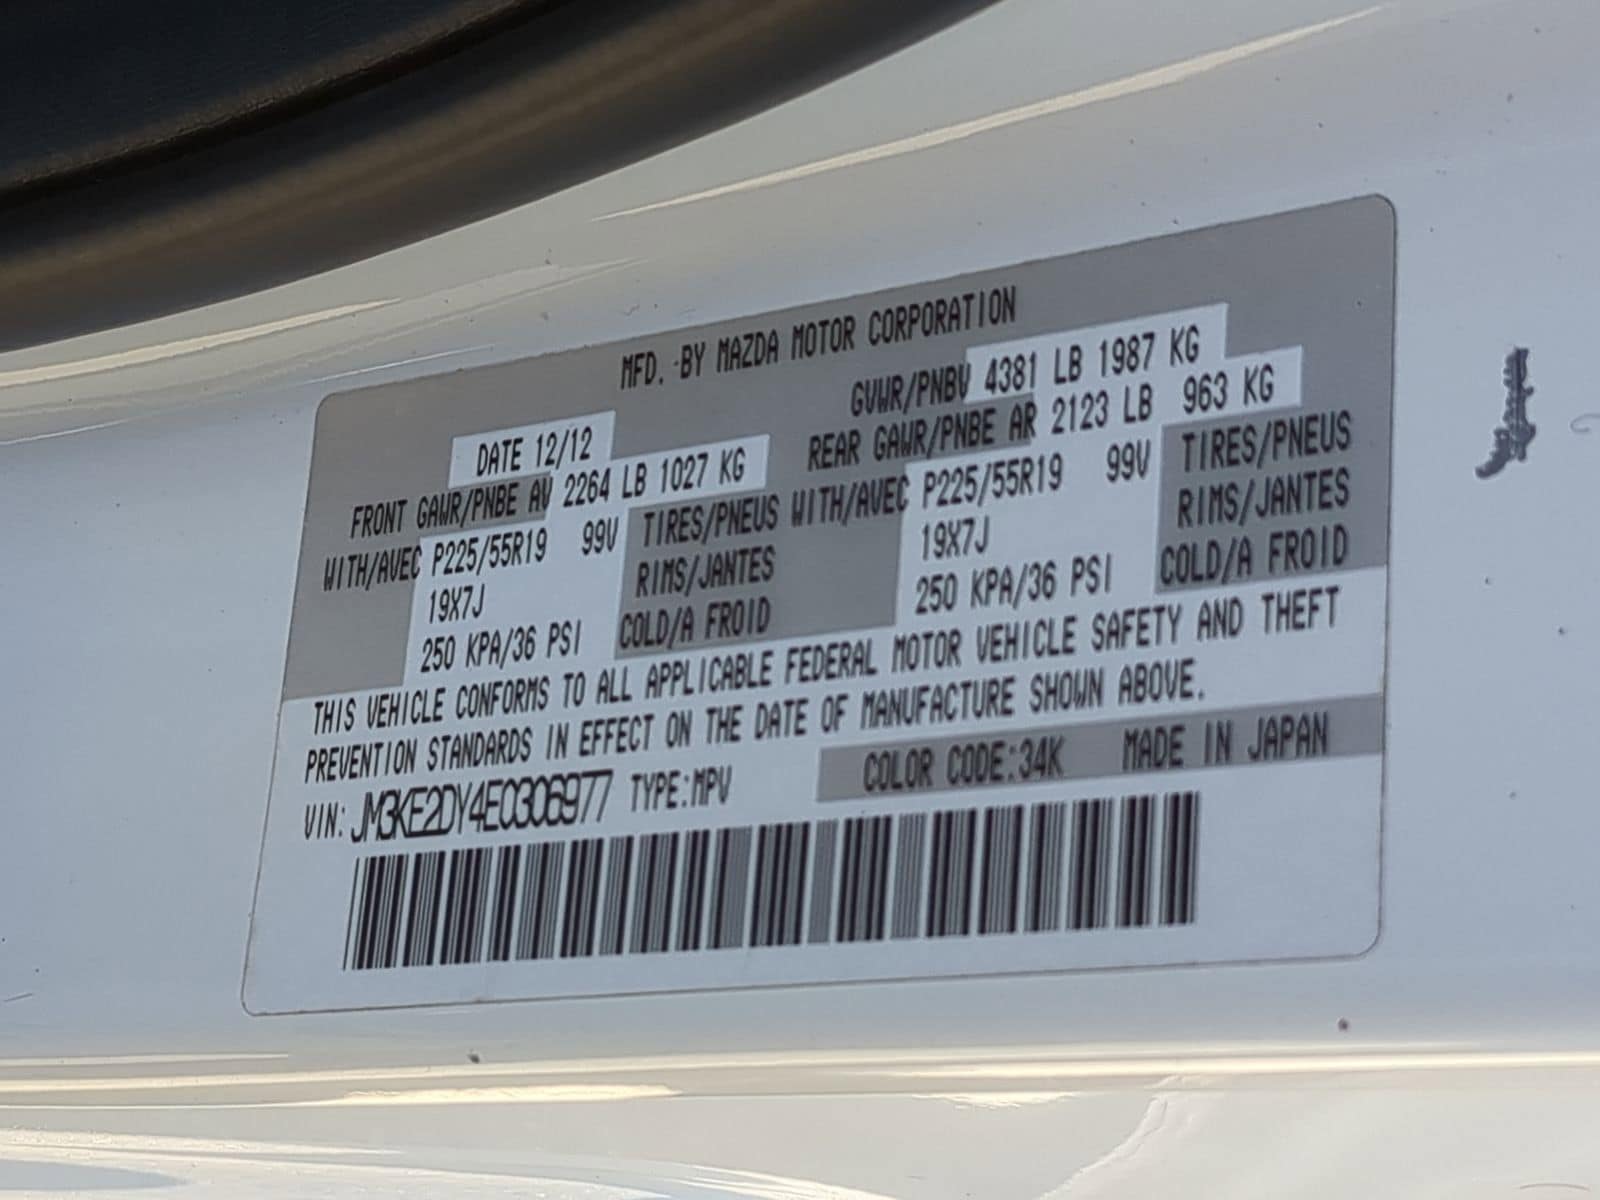 MFD. BY MAZDA MOTOR CORPORATION
DATE 12/12 GVWR/PNBV 4381 LB 1987 KG
FRONT GAWR/PNBE AV 2264 LB 1027 KG REAR GAWR/PNBE AR 2123 LB 963 KG
WITH/AVEC P225/55R19 99V TIRES/PNEUS WITH/AVEC P225/55R19 99V TIRES/PNEUS
19X7J RIMS/JANTES 19X7J RIMS/JANTES
250 KPA/36 PSI COLD/A FROID 250 KPA/36 PSI COLD/A FROID
THIS VEHICLE CONFORMS TO ALL APPLICABLE FEDERAL MOTOR VEHICLE SAFETY AND THEFT
PREVENTION STANDARDS IN EFFECT ON THE DATE OF MANUFACTURE SHOWN ABOVE.
VIN: JM3KE2DY4E0306977 TYPE:MPV COLOR CODE:34K MADE IN JAPAN